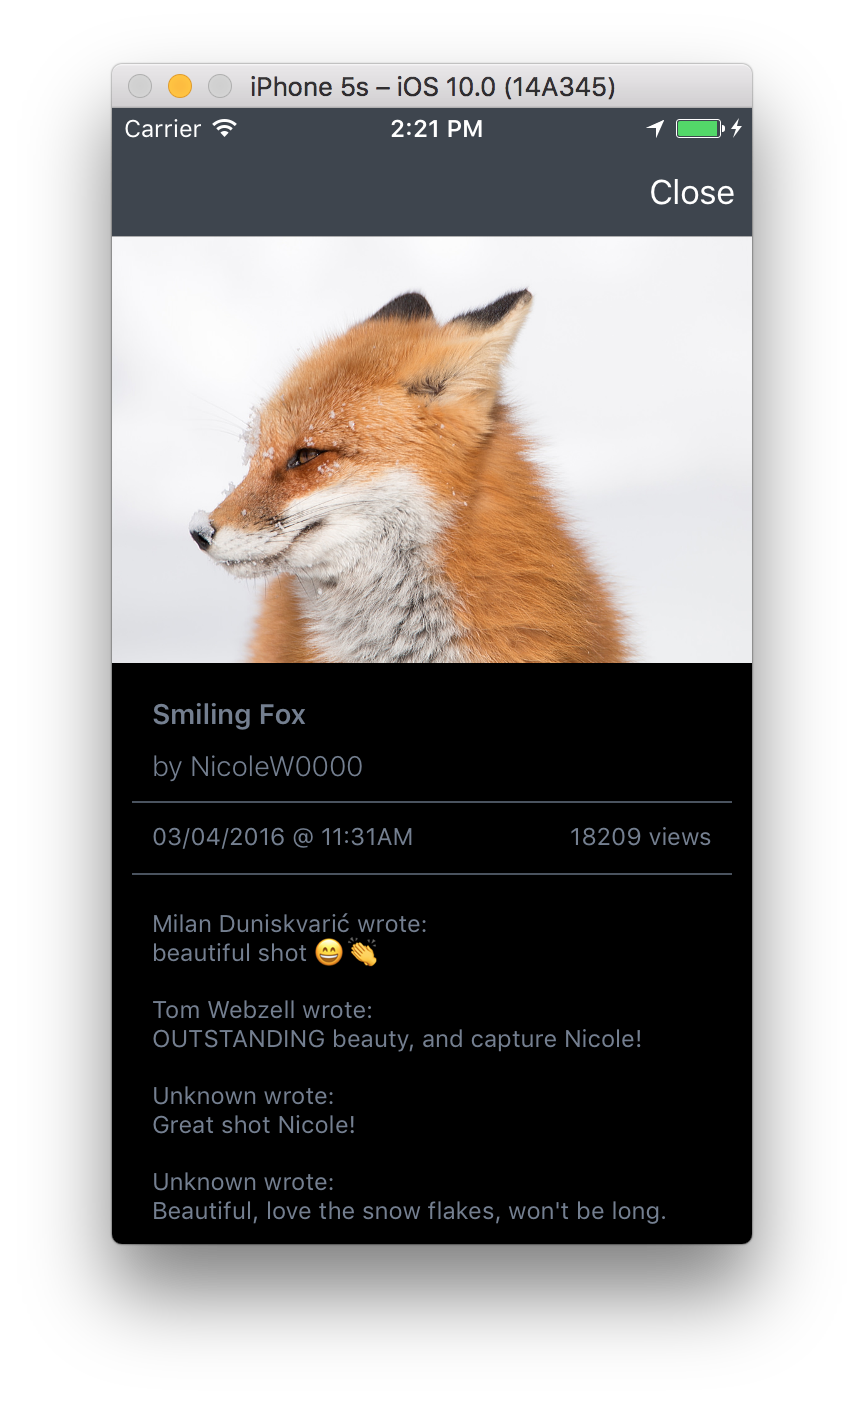 iPhone 5s – iOS 10.0 (14A345)
Carrier 2:21 PM
Close
Smiling Fox
by NicoleW0000
03/04/2016 @ 11:31AM 18209 views
Milan Duniskvarić wrote:
beautiful shot 😄 👏
Tom Webzell wrote:
OUTSTANDING beauty, and capture Nicole!
Unknown wrote:
Great shot Nicole!
Unknown wrote:
Beautiful, love the snow flakes, won't be long.